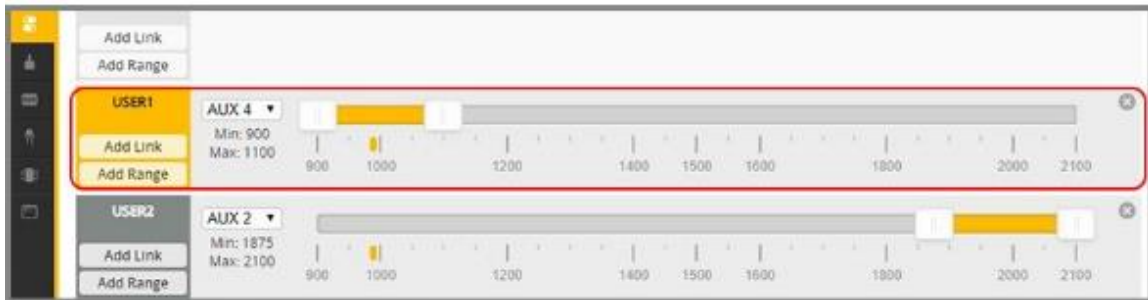 Add Link
Add Range
USER1
AUX 4
Min: 900
Max: 1100
Add Link
Add Range
900 1000 1200 1400 1500 1600 1800 2000 2100
USER2
AUX 2
Min: 1875
Max: 2100
Add Link
Add Range
900 1000 1200 1400 1500 1600 1800 2000 2100